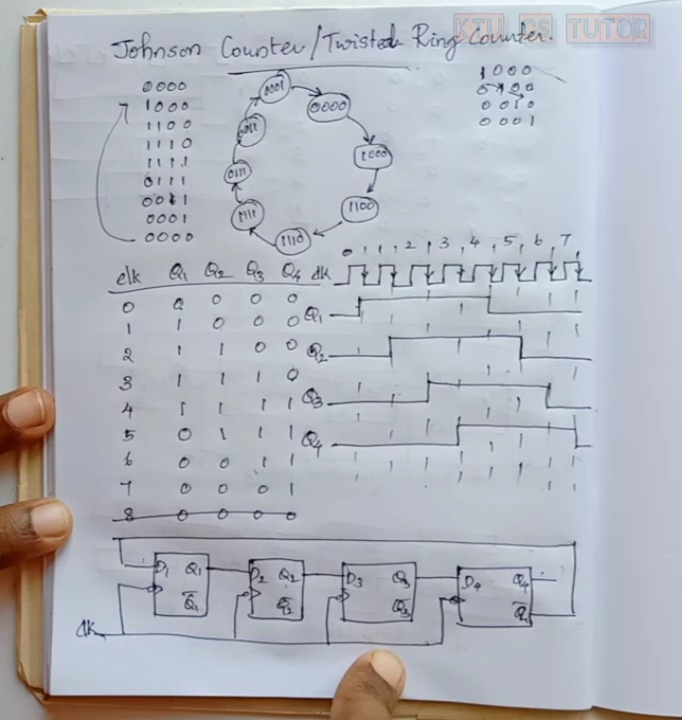 KTU CS TUTOR
Johnson Counter/Twisted Ring Counter.
0000
1000
1100
1110
1111
0111
0011
0001
0000
0001
0000
1000
1100
1110
1111
0111
0011
1000
0100
0010
0001
clk Q1 Q2 Q3 Q4
0 0 0 0 0
1 1 0 0 0
2 1 1 0 0
3 1 1 1 0
4 1 1 1 1
5 0 1 1 1
6 0 0 1 1
7 0 0 0 1
8 0 0 0 0
0 1 2 3 4 5 6 7
clk
Q1
Q2
Q3
Q4
D1 Q1 D2 Q2 D3 Q3 D4 Q4
Q̅1 Q̅3
clk